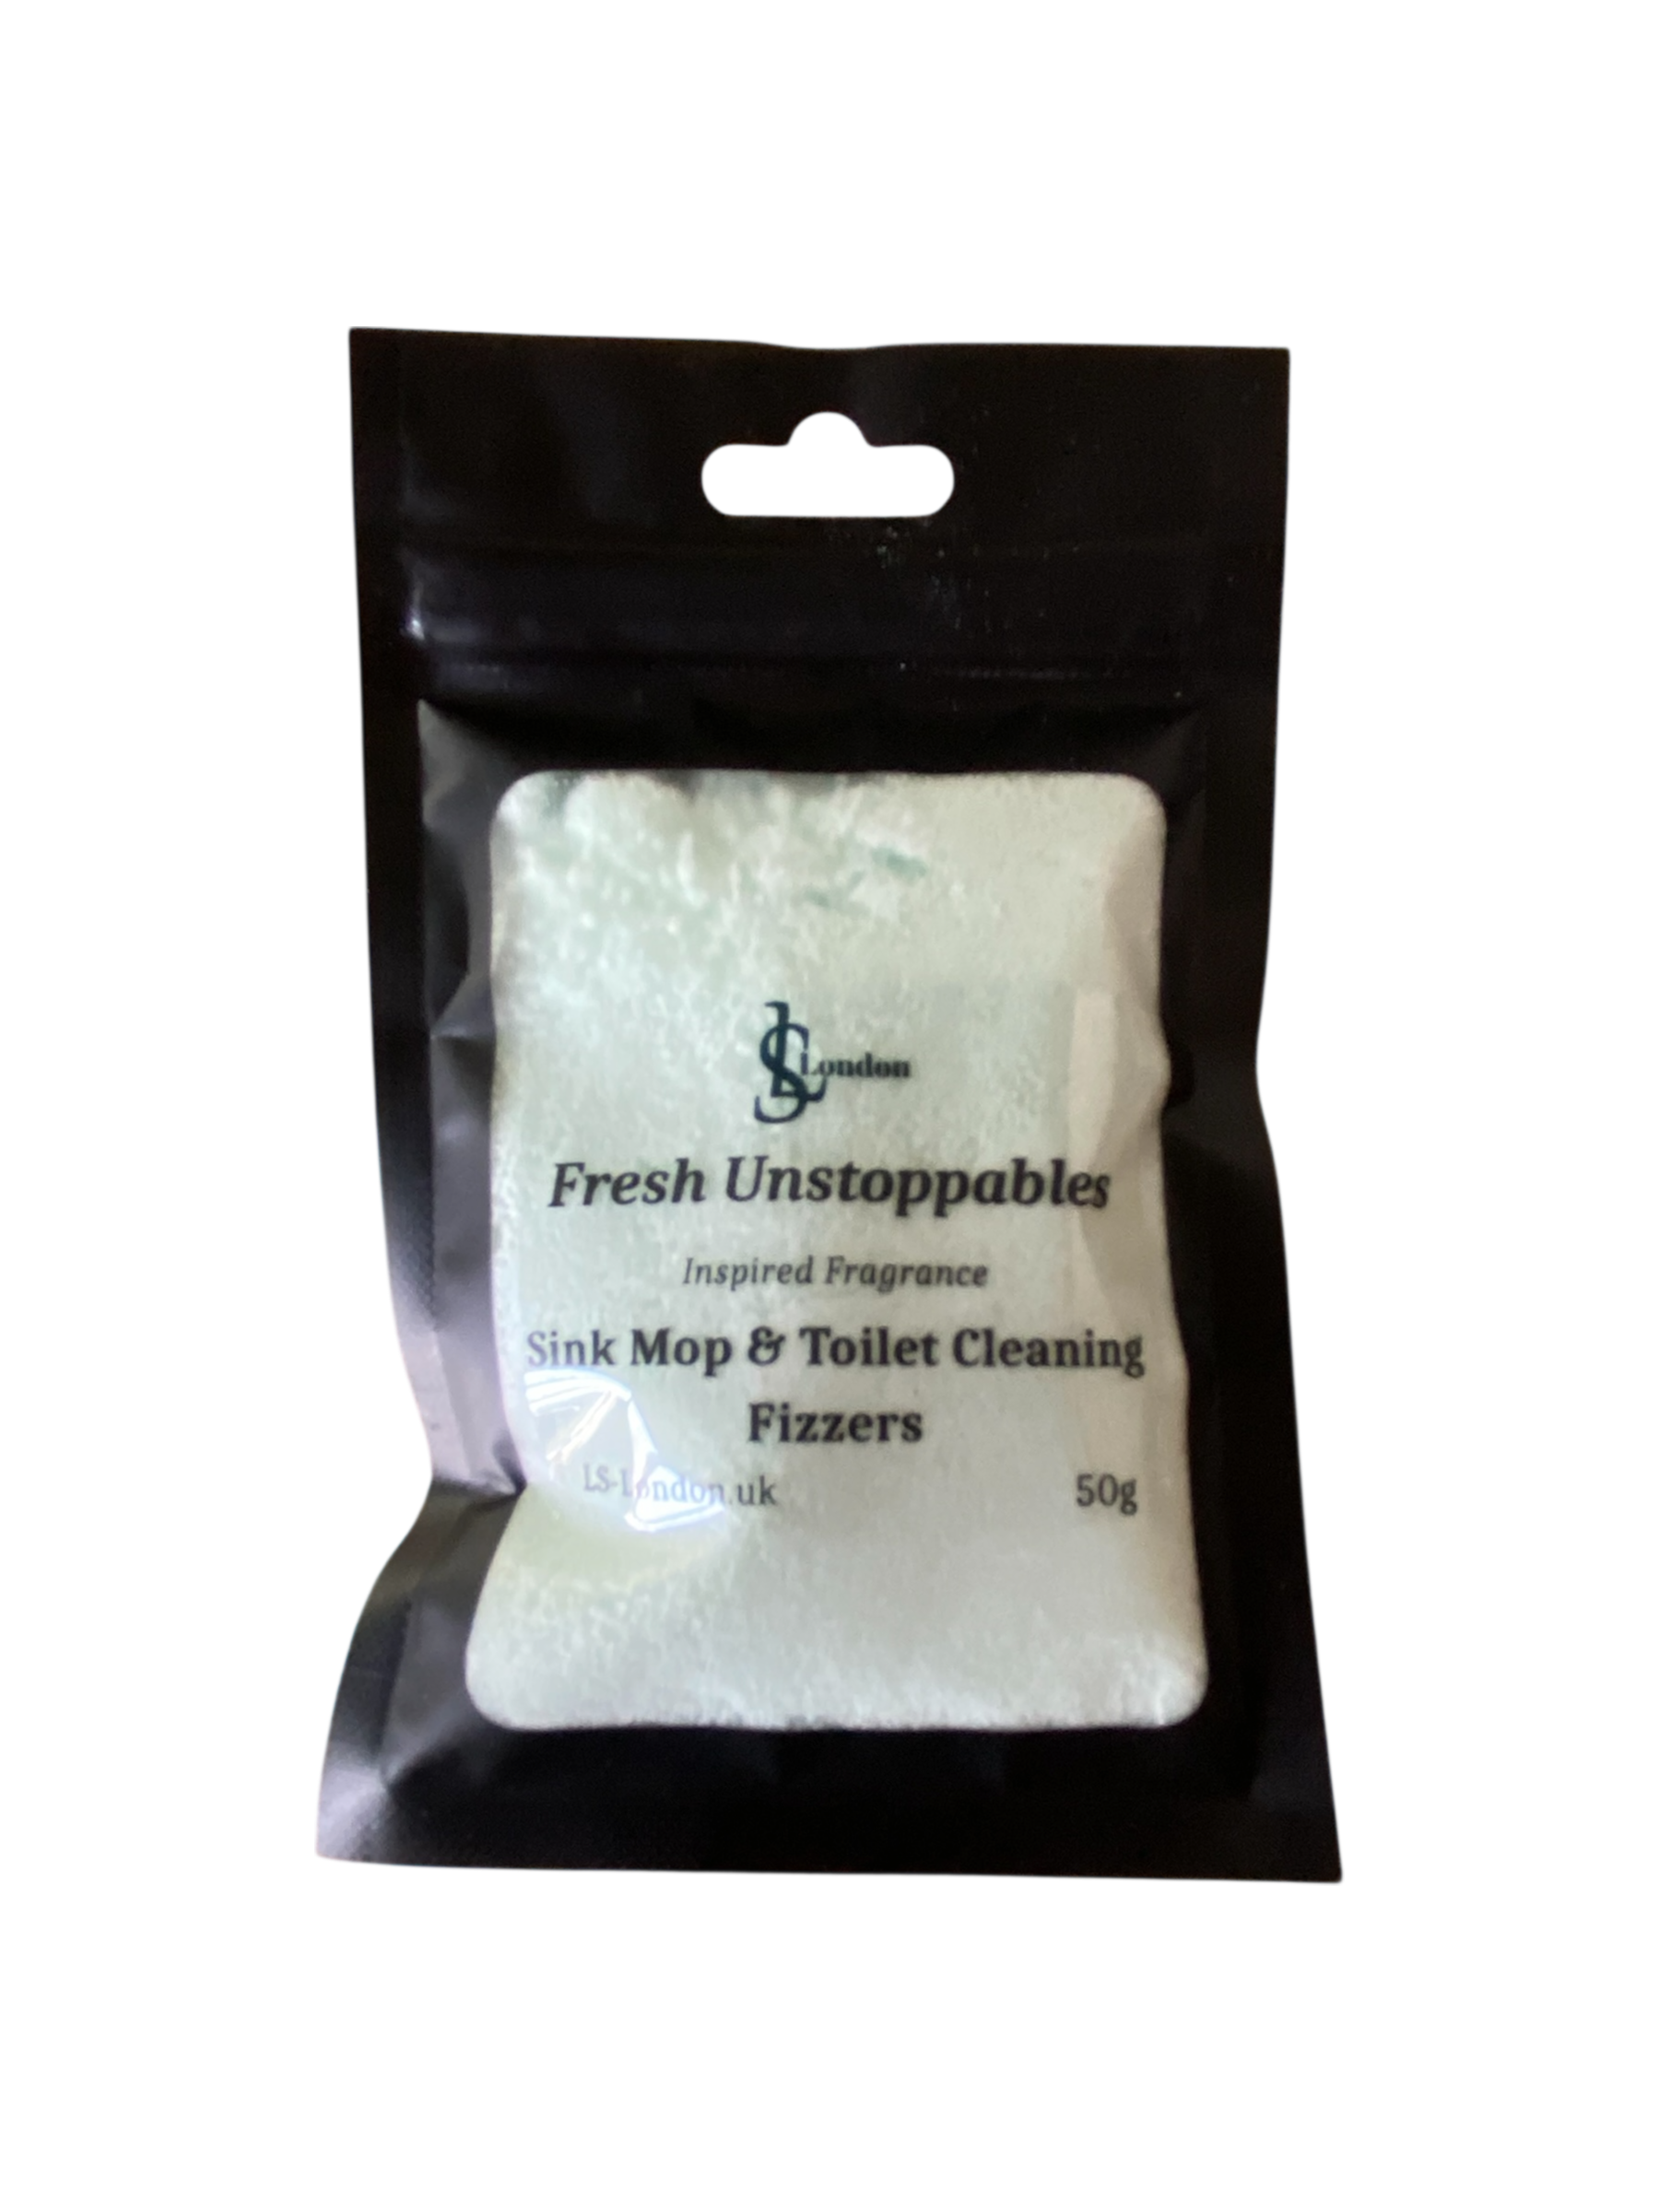 LS London
Fresh Unstoppables
Inspired Fragrance
Sink Mop & Toilet Cleaning
Fizzers
LS-London.uk 50g